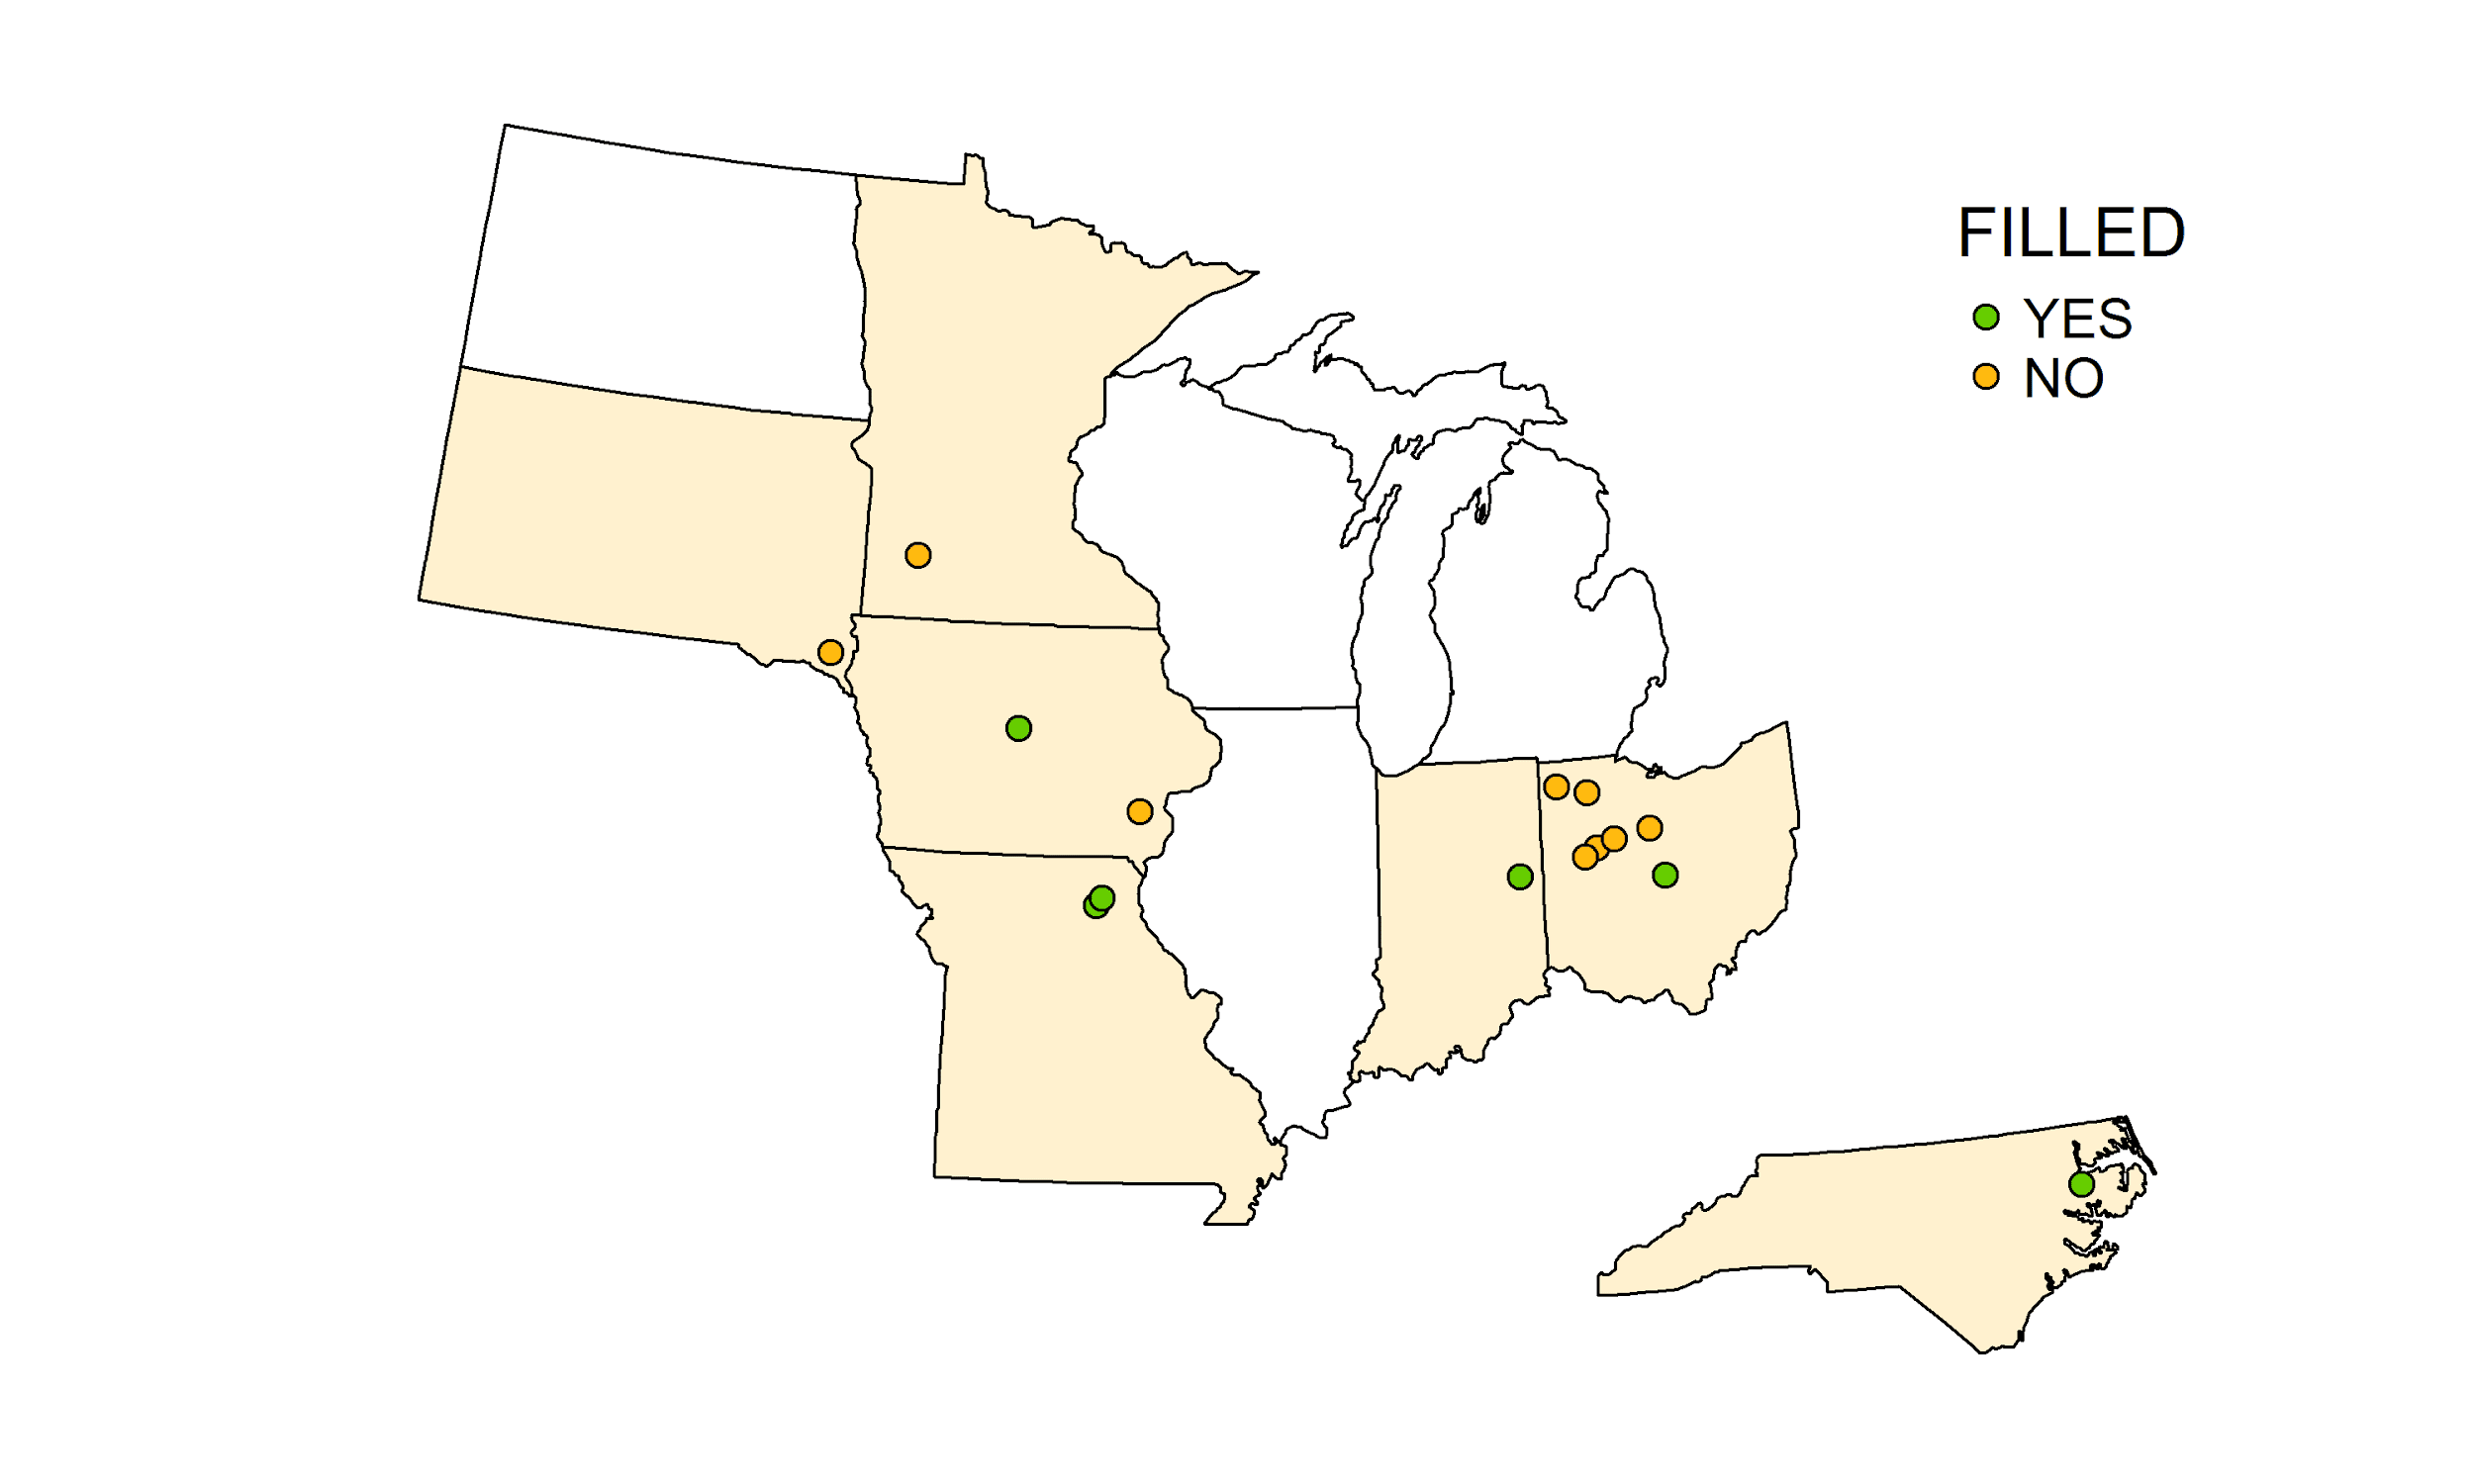 FILLED
YES
NO